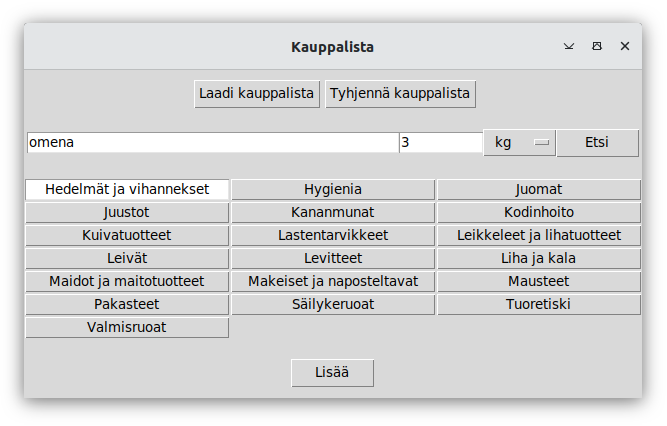 Kauppalista
Laadi kauppalista Tyhjennä kauppalista
omena 3 kg Etsi
Hedelmät ja vihannekset Hygienia Juomat
Juustot Kananmunat Kodinhoito
Kuivatuotteet Lastentarvikkeet Leikkeleet ja lihatuotteet
Leivät Levitteet Liha ja kala
Maidot ja maitotuotteet Makeiset ja naposteltavat Mausteet
Pakasteet Säilykeruoat Tuoretiski
Valmisruoat
Lisää